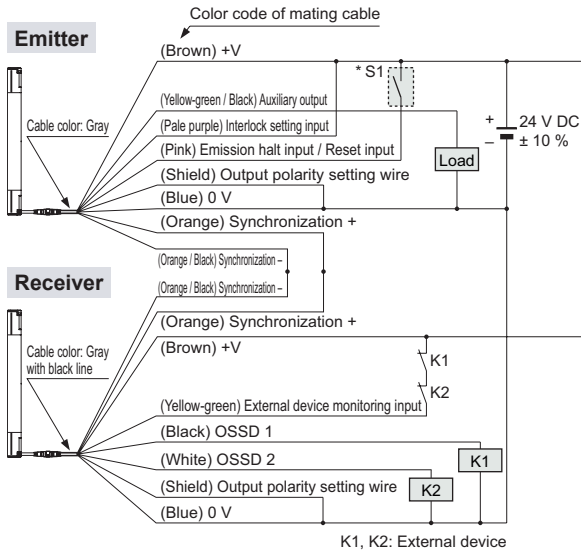 Color code of mating cable
Emitter
(Brown) +V
* S1
(Yellow-green / Black) Auxiliary output
Cable color: Gray
(Pale purple) Interlock setting input
+
24 V DC
–
± 10 %
(Pink) Emission halt input / Reset input
Load
(Shield) Output polarity setting wire
(Blue) 0 V
(Orange) Synchronization +
(Orange / Black) Synchronization –
Receiver
(Orange / Black) Synchronization –
(Orange) Synchronization +
Cable color: Gray
with black line
(Brown) +V
K1
K2
(Yellow-green) External device monitoring input
(Black) OSSD 1
(White) OSSD 2
K1
(Shield) Output polarity setting wire
K2
(Blue) 0 V
K1, K2: External device